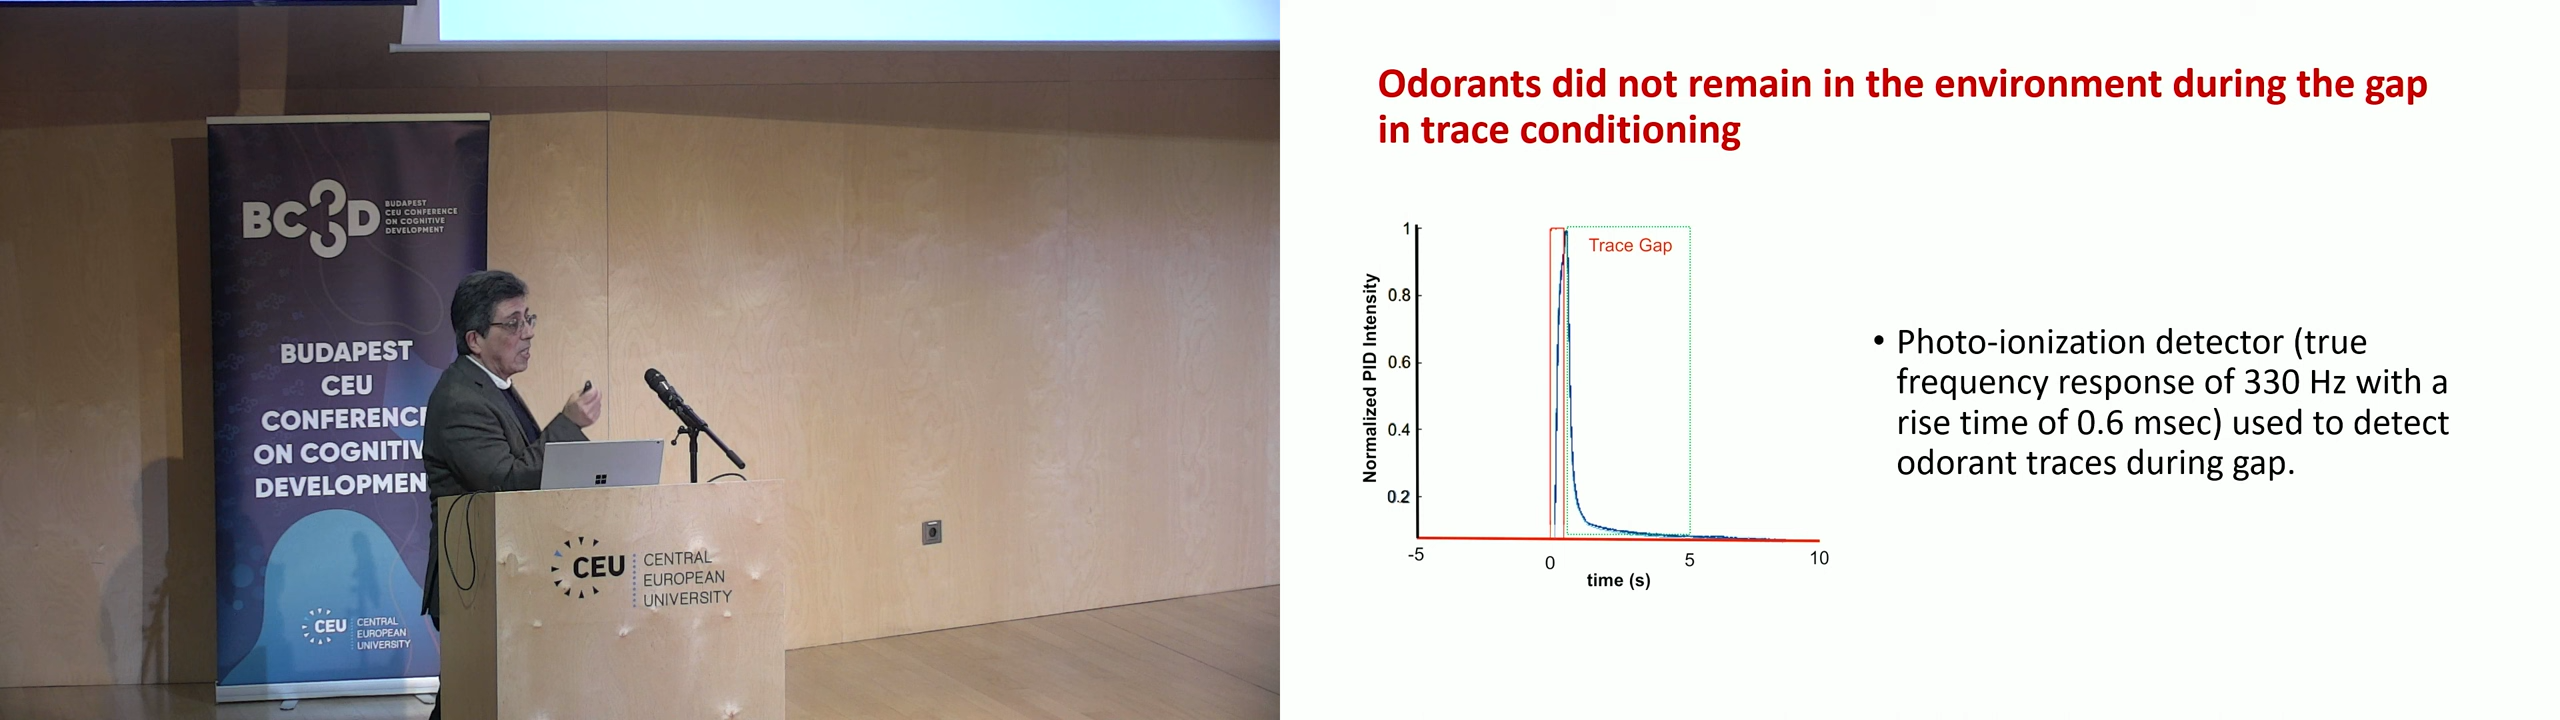 BC3D
BUDAPEST
CEU CONFERENCE
ON COGNITIVE
DEVELOPMENT
BUDAPEST
CEU
CONFERENC
ON COGNITIV
DEVELOPMEN
CEU
CENTRAL
EUROPEAN
UNIVERSITY
CEU
CENTRAL
EUROPEAN
UNIVERSITY
Odorants did not remain in the environment during the gap
in trace conditioning
Normalized PID Intensity
1
0.8
0.6
0.4
0.2
Trace Gap
-5
0
5
10
time (s)
• Photo-ionization detector (true
frequency response of 330 Hz with a
rise time of 0.6 msec) used to detect
odorant traces during gap.